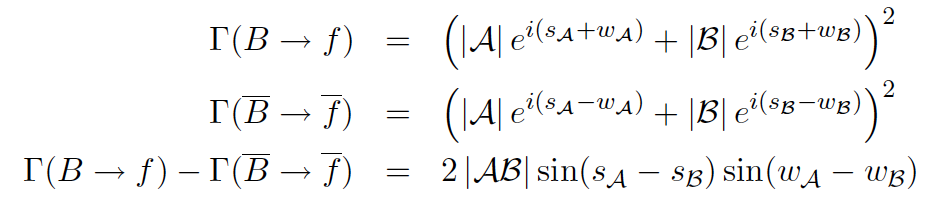 Γ(B → f) = (|𝒜| e^{i(s_𝒜+w_𝒜)} + |ℬ| e^{i(s_ℬ+w_ℬ)})^2
Γ(B̅ → f̅) = (|𝒜| e^{i(s_𝒜−w_𝒜)} + |ℬ| e^{i(s_ℬ−w_ℬ)})^2
Γ(B → f) − Γ(B̅ → f̅) = 2 |𝒜ℬ| sin(s_𝒜 − s_ℬ) sin(w_𝒜 − w_ℬ)